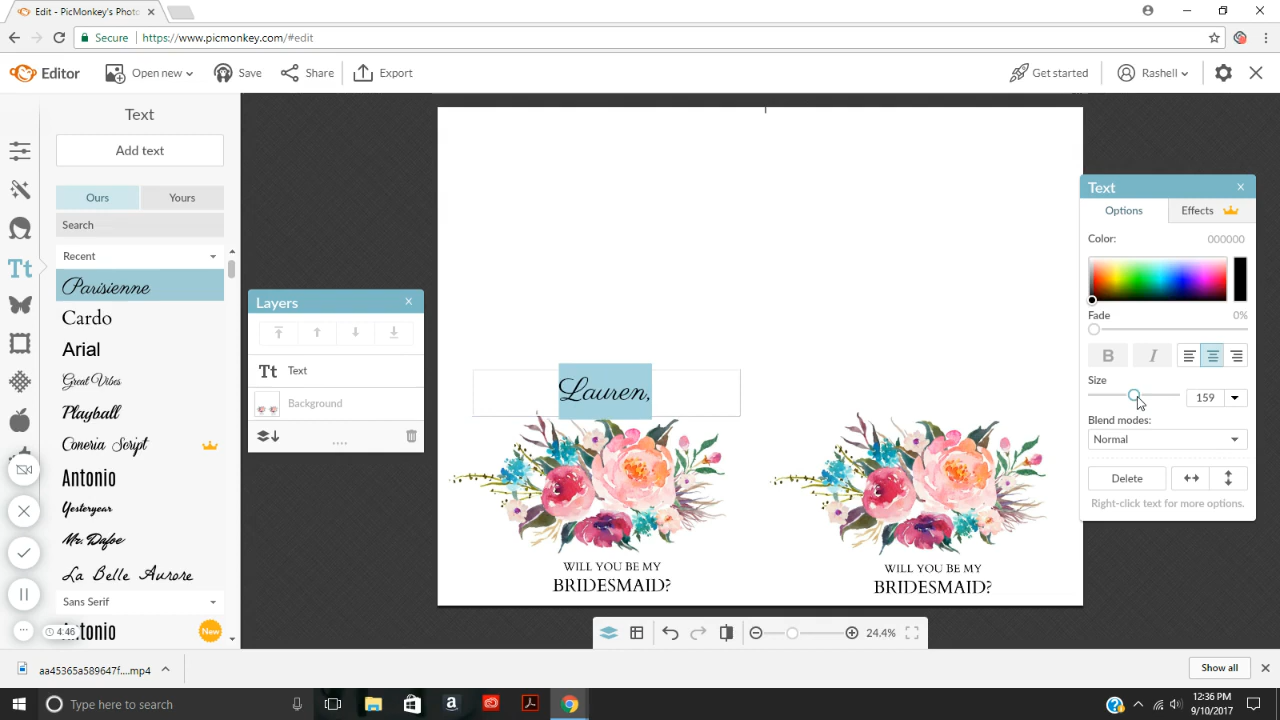 Edit - PicMonkey's Photo
Secure https://www.picmonkey.com/#edit
Editor Open new Save Share Export Get started Rashell
Text
Add text
Ours Yours
Search
Recent
Parisienne
Cardo
Arial
Great Vibes
Playball
Coneria Script
Antonio
Yesteryear
Mr. Dafoe
La Belle Aurore
Sans Serif
Antonio New
4:46
Layers
Tt Text
Background
Lauren,
WILL YOU BE MY
BRIDESMAID?
WILL YOU BE MY
BRIDESMAID?
Text
Options Effects
Color: 000000
Fade 0%
B I
Size
159
Blend modes:
Normal
Delete
Right-click text for more options.
24.4%
aa45365a589647f....mp4 Show all
Type here to search
12:36 PM
9/10/2017